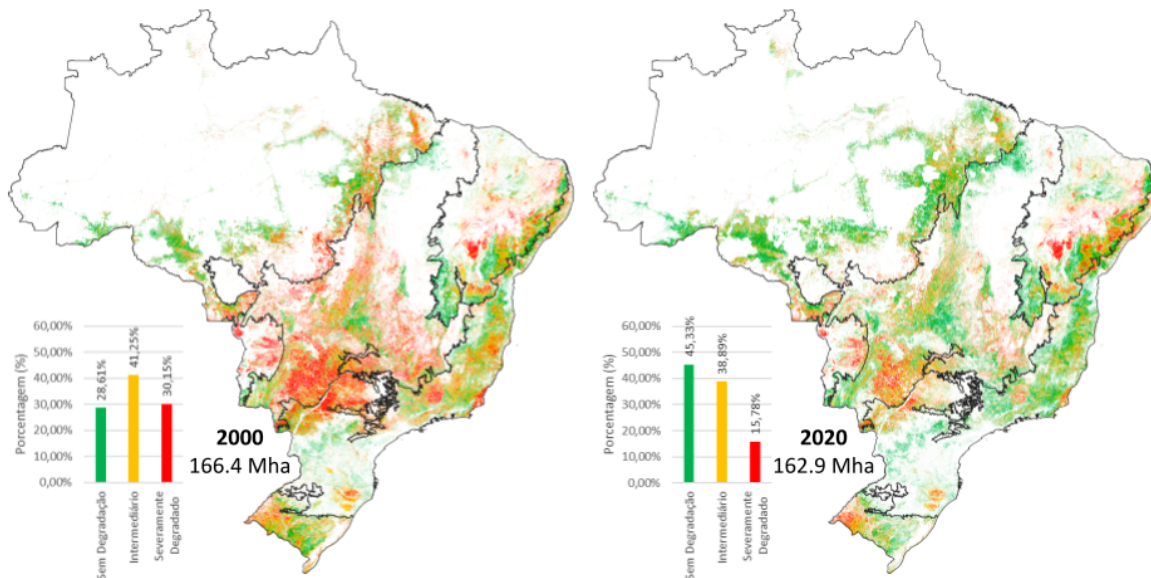 60,00%
50,00%
40,00%
30,00%
20,00%
10,00%
0,00%
Porcentagem (%)
28,61%
41,25%
30,15%
Sem Degradação
Intermediário
Severamente
Degradado
2000
166.4 Mha
60,00%
50,00%
40,00%
30,00%
20,00%
10,00%
0,00%
Porcentagem (%)
45,33%
38,89%
15,78%
Sem Degradação
Intermediário
Severamente
Degradado
2020
162.9 Mha